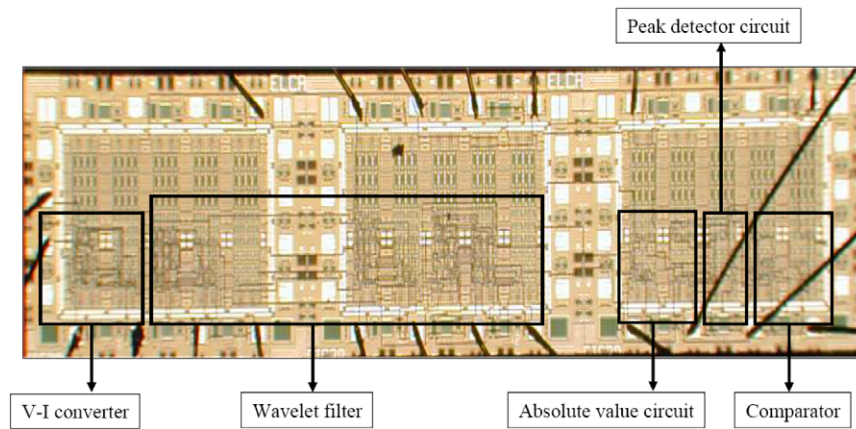 Peak detector circuit
ELCA
ELCA
V-I converter
Wavelet filter
Absolute value circuit
Comparator